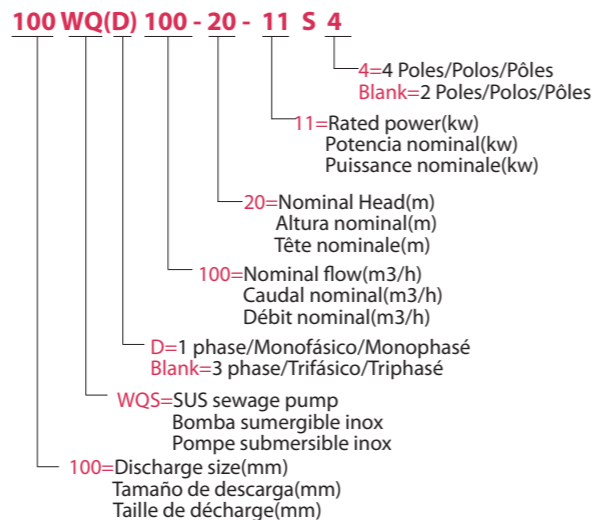 100 WQ(D) 100 - 20 - 11 S 4
4=4 Poles/Polos/Pôles
Blank=2 Poles/Polos/Pôles
11=Rated power(kw)
Potencia nominal(kw)
Puissance nominale(kw)
20=Nominal Head(m)
Altura nominal(m)
Tête nominale(m)
100=Nominal flow(m3/h)
Caudal nominal(m3/h)
Débit nominal(m3/h)
D=1 phase/Monofásico/Monophasé
Blank=3 phase/Trifásico/Triphasé
WQS=SUS sewage pump
Bomba sumergible inox
Pompe submersible inox
100=Discharge size(mm)
Tamaño de descarga(mm)
Taille de décharge(mm)